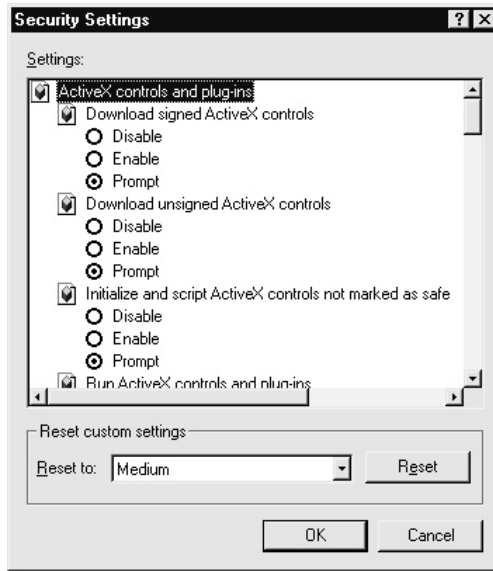 Security Settings
Settings:
ActiveX controls and plug-ins
Download signed ActiveX controls
Disable
Enable
Prompt
Download unsigned ActiveX controls
Disable
Enable
Prompt
Initialize and script ActiveX controls not marked as safe
Disable
Enable
Prompt
Run ActiveX controls and plug-ins
Reset custom settings
Reset to: Medium Reset
OK Cancel